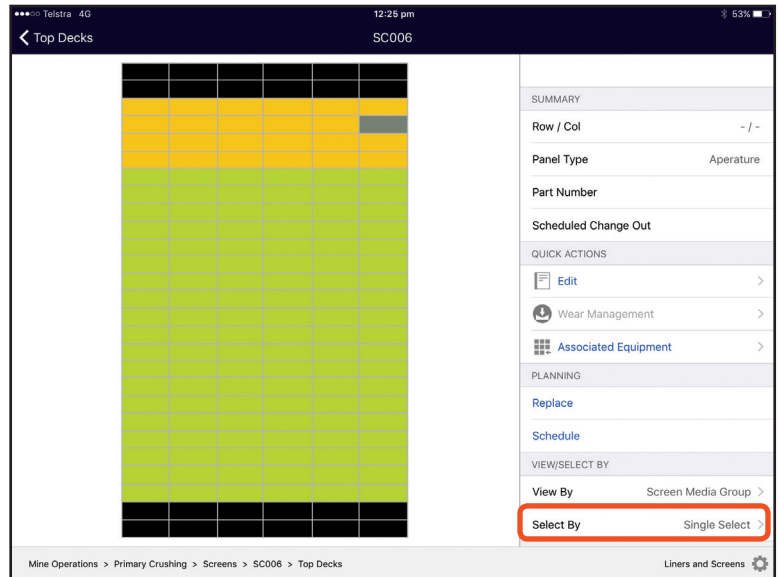 Telstra 4G 12:25 pm 53%
Top Decks SC006
SUMMARY
Row / Col - / -
Panel Type Aperature
Part Number
Scheduled Change Out
QUICK ACTIONS
Edit
Wear Management
Associated Equipment
PLANNING
Replace
Schedule
VIEW/SELECT BY
View By Screen Media Group
Select By Single Select
Mine Operations > Primary Crushing > Screens > SC006 > Top Decks Liners and Screens